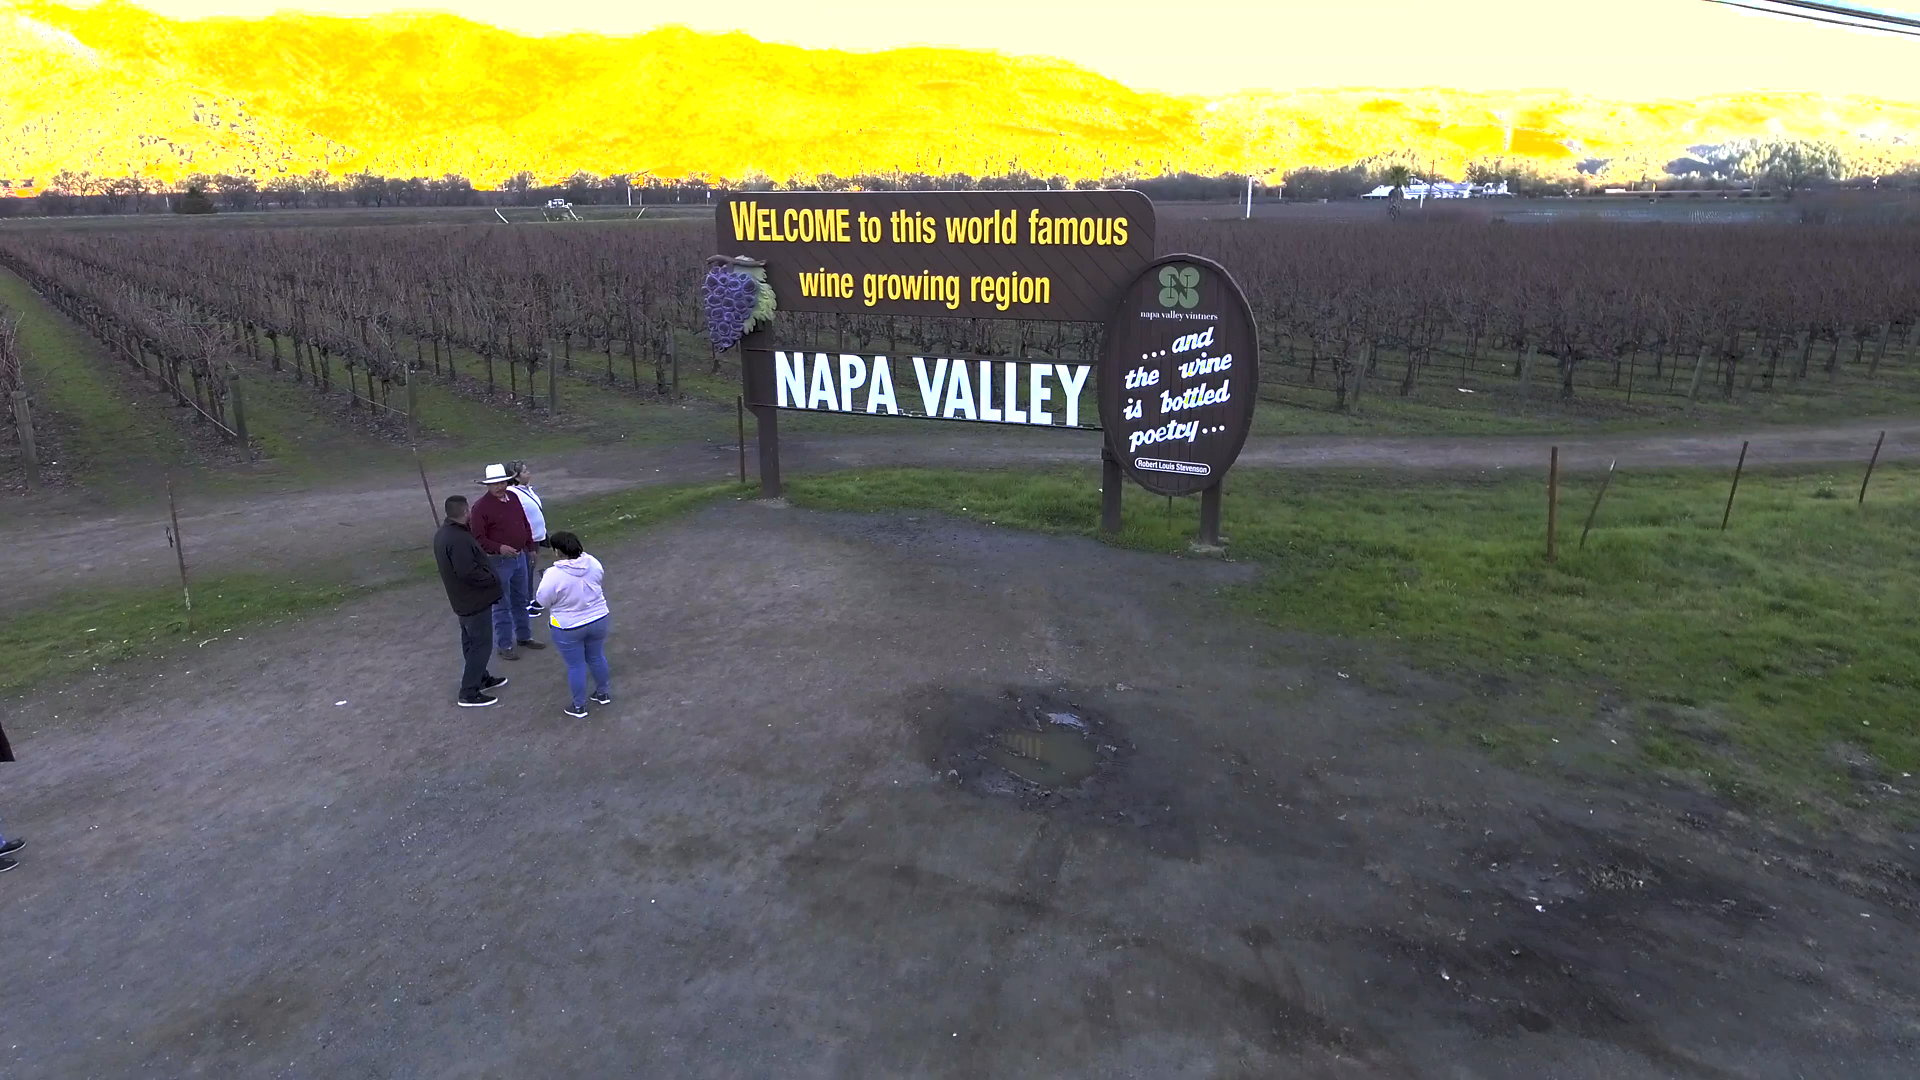 WELCOME to this world famous
wine growing region
NAPA VALLEY
N
napa valley vintners
... and
the wine
is bottled
poetry...
Robert Louis Stevenson